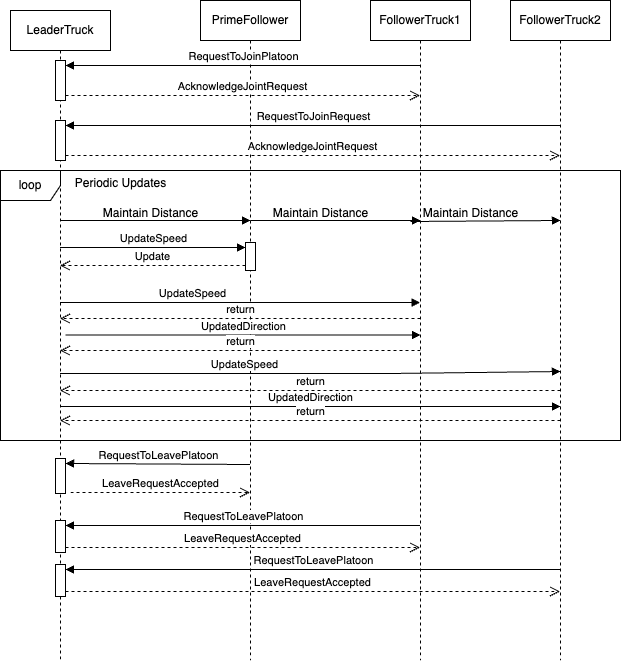 LeaderTruck
PrimeFollower
FollowerTruck1
FollowerTruck2
RequestToJoinPlatoon
AcknowledgeJointRequest
RequestToJoinRequest
AcknowledgeJointRequest
loop
Periodic Updates
Maintain Distance
Maintain Distance
Maintain Distance
UpdateSpeed
Update
UpdateSpeed
return
UpdatedDirection
return
UpdateSpeed
return
UpdatedDirection
return
RequestToLeavePlatoon
LeaveRequestAccepted
RequestToLeavePlatoon
LeaveRequestAccepted
RequestToLeavePlatoon
LeaveRequestAccepted